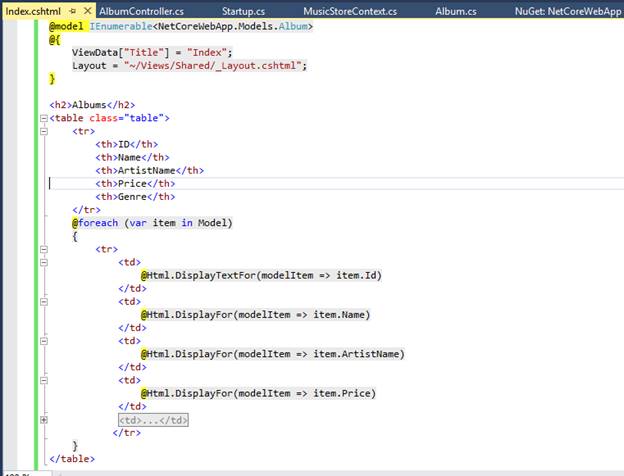 Index.cshtml AlbumController.cs Startup.cs MusicStoreContext.cs Album.cs NuGet: NetCoreWebApp
@model IEnumerable<NetCoreWebApp.Models.Album>
@{
    ViewData["Title"] = "Index";
    Layout = "~/Views/Shared/_Layout.cshtml";
}
<h2>Albums</h2>
<table class="table">
    <tr>
        <th>ID</th>
        <th>Name</th>
        <th>ArtistName</th>
        <th>Price</th>
        <th>Genre</th>
    </tr>
    @foreach (var item in Model)
    {
        <tr>
            <td>
                @Html.DisplayTextFor(modelItem => item.Id)
            </td>
            <td>
                @Html.DisplayFor(modelItem => item.Name)
            </td>
            <td>
                @Html.DisplayFor(modelItem => item.ArtistName)
            </td>
            <td>
                @Html.DisplayFor(modelItem => item.Price)
            </td>
            <td>...</td>
        </tr>
    }
</table>